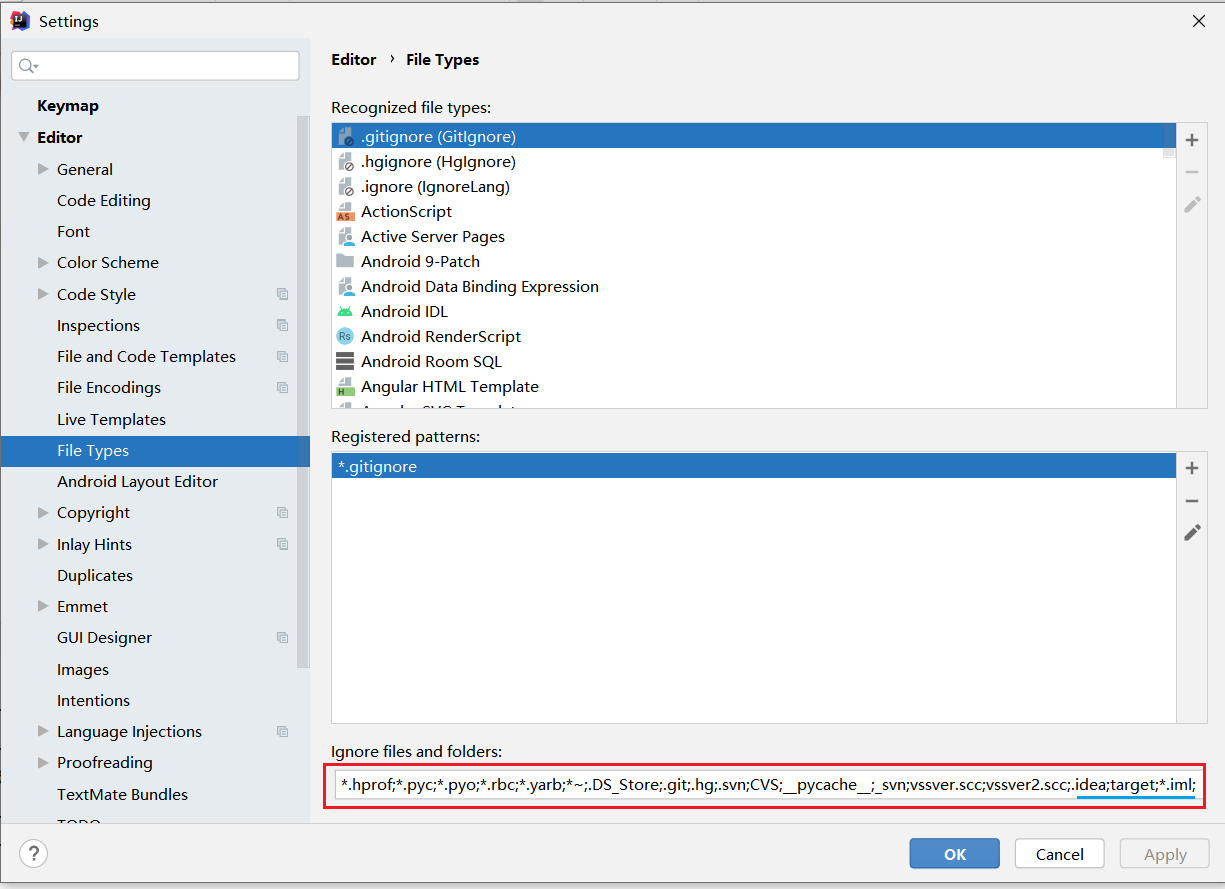 Settings
Keymap
Editor
General
Code Editing
Font
Color Scheme
Code Style
Inspections
File and Code Templates
File Encodings
Live Templates
File Types
Android Layout Editor
Copyright
Inlay Hints
Duplicates
Emmet
GUI Designer
Images
Intentions
Language Injections
Proofreading
TextMate Bundles
TODO
Editor › File Types
Recognized file types:
.gitignore (GitIgnore)
.hgignore (HgIgnore)
.ignore (IgnoreLang)
ActionScript
Active Server Pages
Android 9-Patch
Android Data Binding Expression
Android IDL
Android RenderScript
Android Room SQL
Angular HTML Template
Registered patterns:
*.gitignore
Ignore files and folders:
*.hprof;*.pyc;*.pyo;*.rbc;*.yarb;*~;.DS_Store;.git;.hg;.svn;CVS;__pycache__;_svn;vssver.scc;vssver2.scc;.idea;target;*.iml;
?
OK
Cancel
Apply